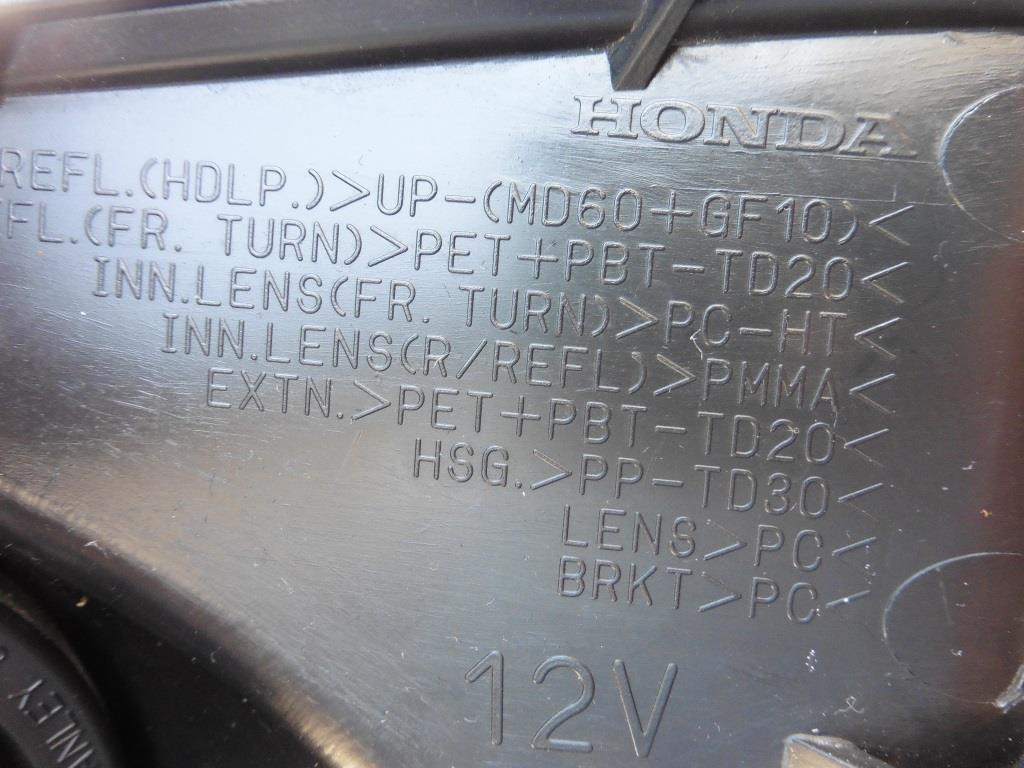 HONDA
REFL.(HDLP.)>UP-(MD60+GF10)<
FL.(FR. TURN)>PET+PBT-TD20<
INN.LENS(FR. TURN)>PC-HT<
INN.LENS(R/REFL)>PMMA<
EXTN.>PET+PBT-TD20<
HSG.>PP-TD30<
LENS>PC<
BRKT>PC<
12V
NLEY